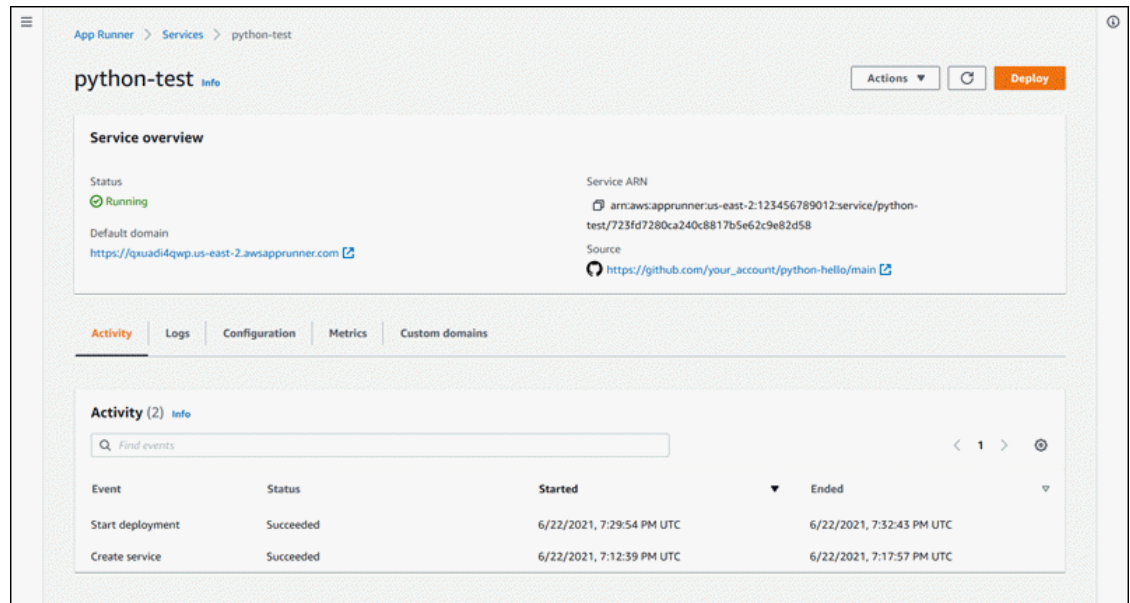 App Runner > Services > python-test
python-test Info
Actions ▼ Deploy
Service overview
Status
Running
Default domain
https://qxuadi4qwp.us-east-2.awsapprunner.com
Service ARN
arn:aws:apprunner:us-east-2:123456789012:service/python-
test/723fd7280ca240c8817b5e62c9e82d58
Source
https://github.com/your_account/python-hello/main
Activity Logs Configuration Metrics Custom domains
Activity (2) Info
Find events
< 1 >
Event Status Started Ended
Start deployment Succeeded 6/22/2021, 7:29:54 PM UTC 6/22/2021, 7:32:43 PM UTC
Create service Succeeded 6/22/2021, 7:12:39 PM UTC 6/22/2021, 7:17:57 PM UTC